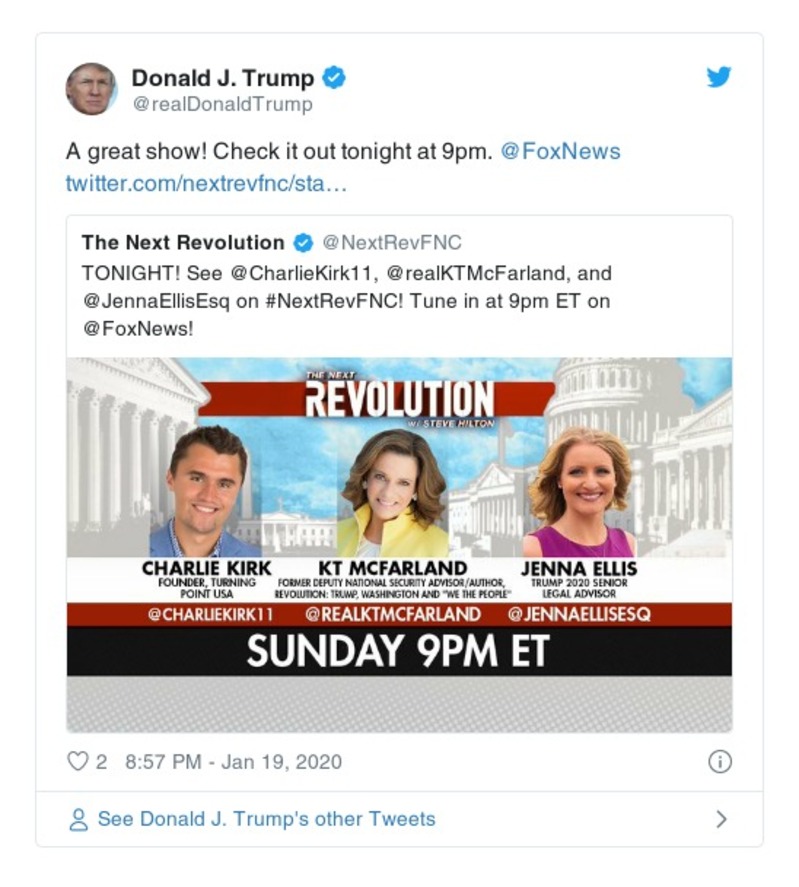 Donald J. Trump
@realDonaldTrump
A great show! Check it out tonight at 9pm. @FoxNews
twitter.com/nextrevfnc/sta…
The Next Revolution @NextRevFNC
TONIGHT! See @CharlieKirk11, @realKTMcFarland, and
@JennaEllisEsq on #NextRevFNC! Tune in at 9pm ET on
@FoxNews!
THE NEXT
REVOLUTION
w/ STEVE HILTON
CHARLIE KIRK
FOUNDER, TURNING
POINT USA
@CHARLIEKIRK11
KT MCFARLAND
FORMER DEPUTY NATIONAL SECURITY ADVISOR/AUTHOR,
REVOLUTION: TRUMP, WASHINGTON AND "WE THE PEOPLE"
@REALKTMCFARLAND
JENNA ELLIS
TRUMP 2020 SENIOR
LEGAL ADVISOR
@JENNAELLISESQ
SUNDAY 9PM ET
2 8:57 PM - Jan 19, 2020
See Donald J. Trump's other Tweets